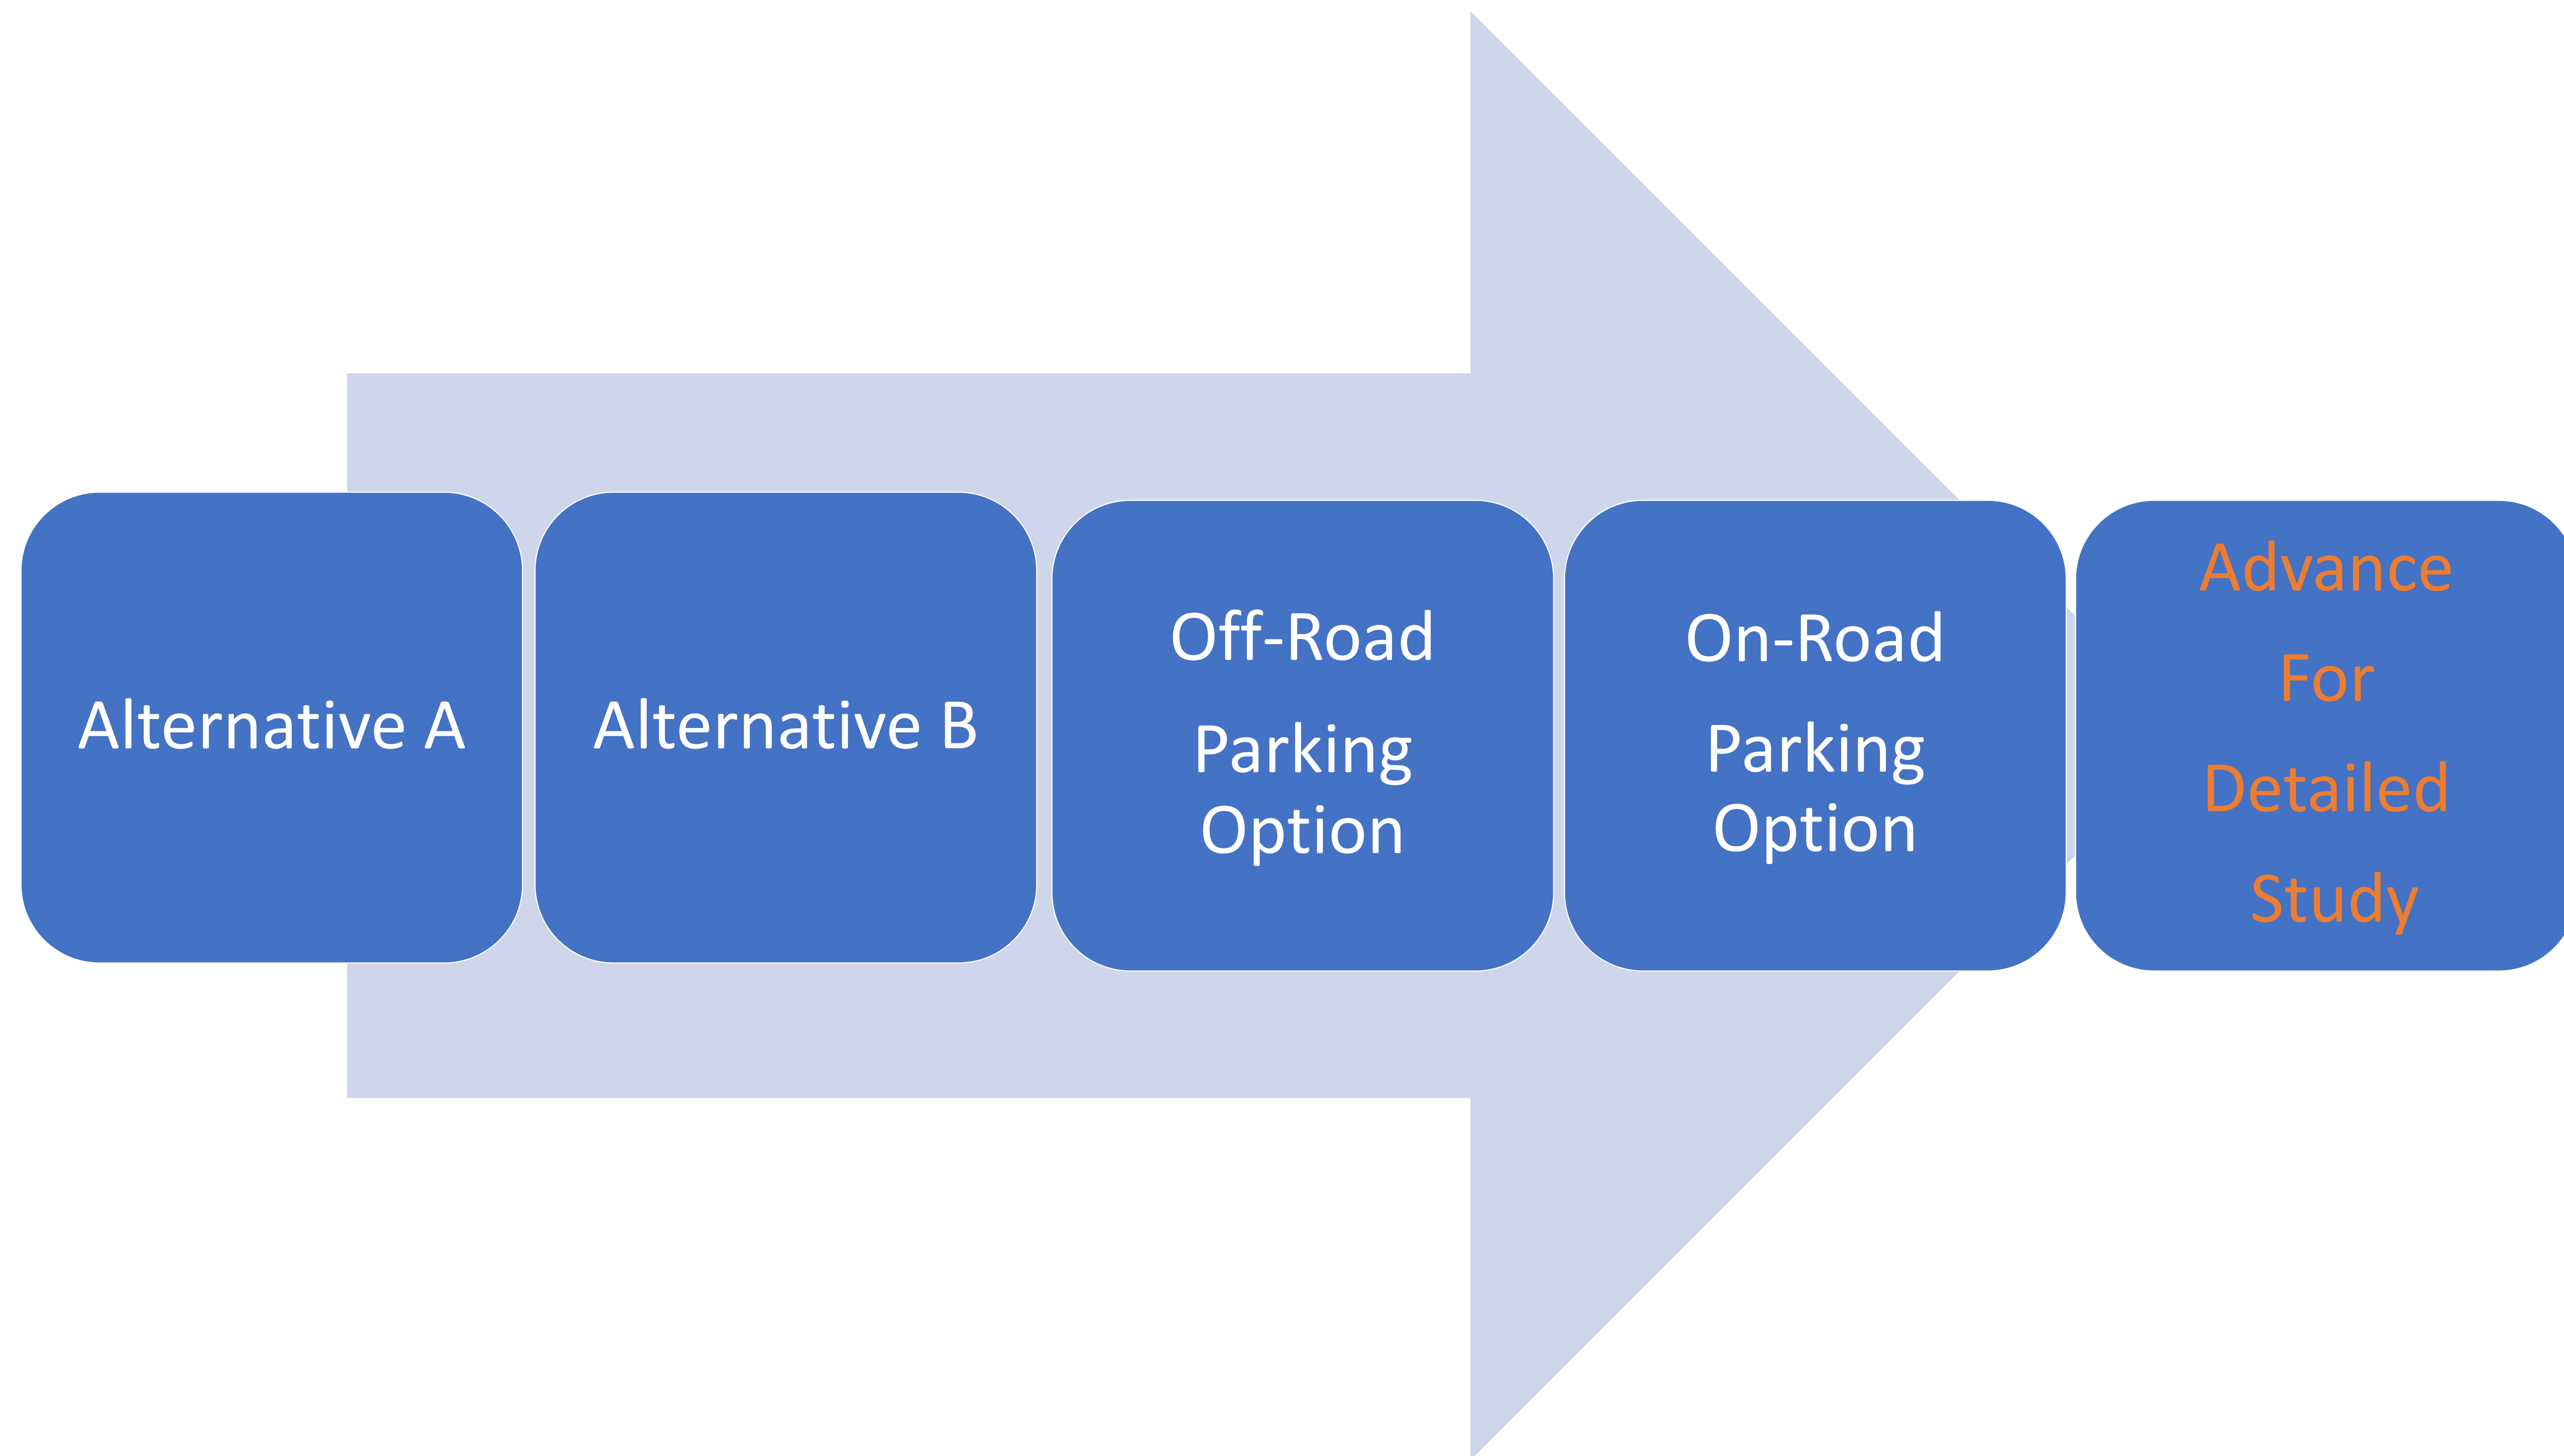 Alternative A
Alternative B
Off-Road
Parking
Option
On-Road
Parking
Option
Advance
For
Detailed
Study